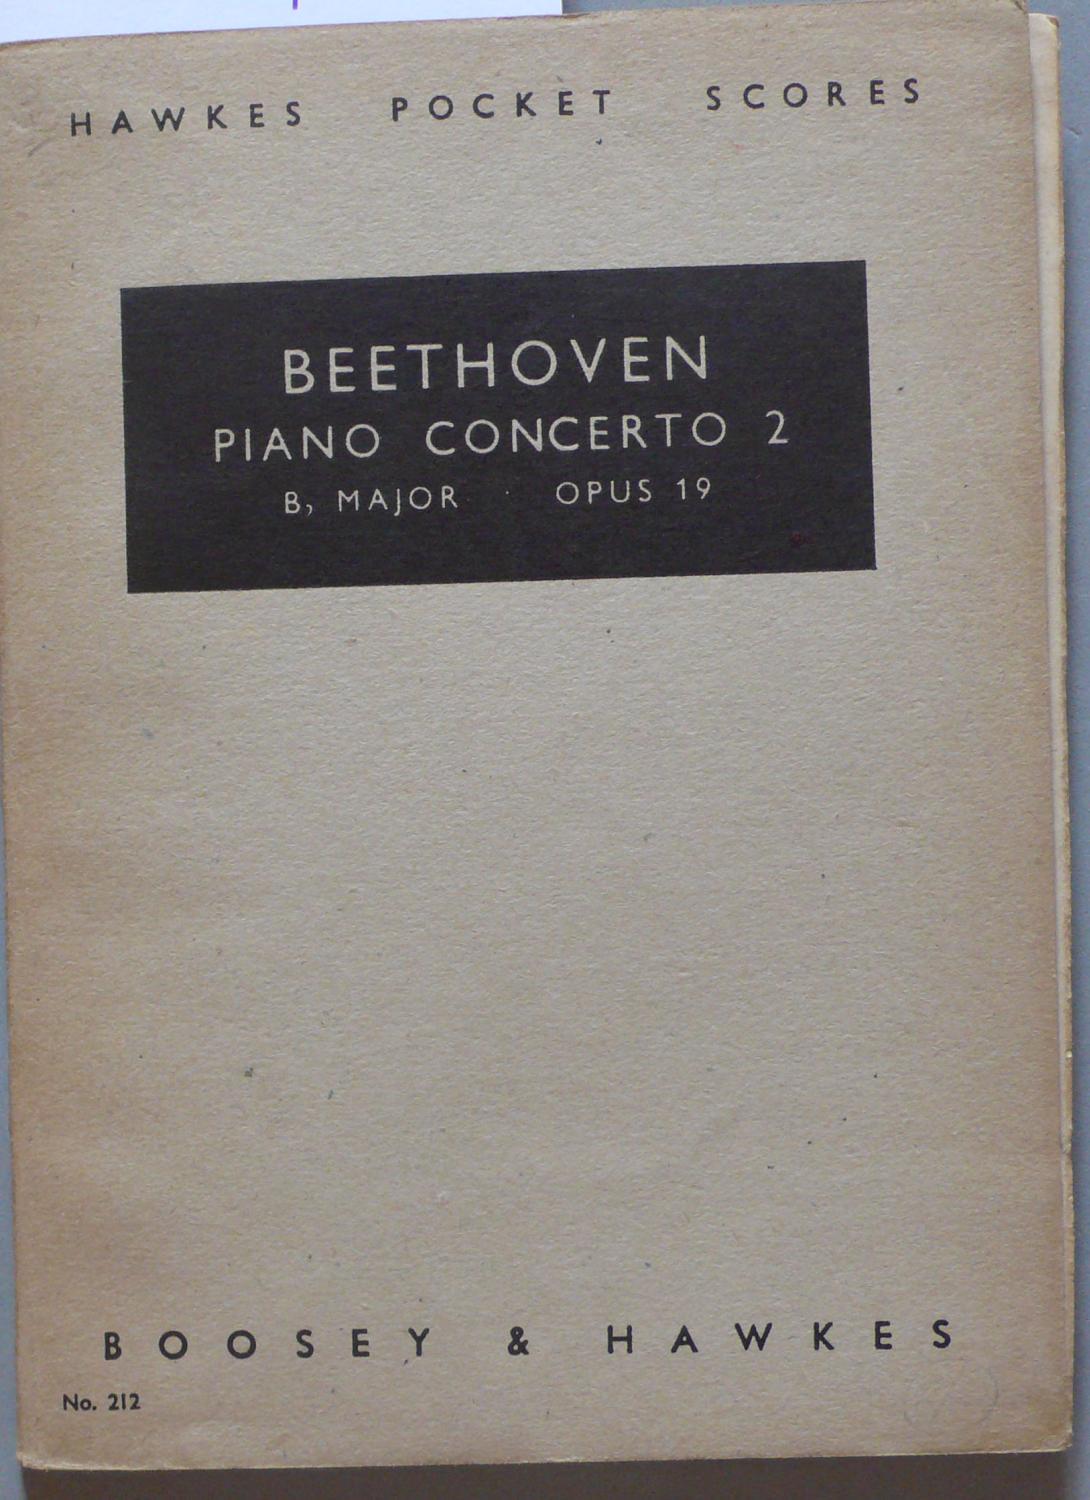 HAWKES POCKET SCORES
BEETHOVEN
PIANO CONCERTO 2
B, MAJOR · OPUS 19
BOOSEY & HAWKES
No. 212